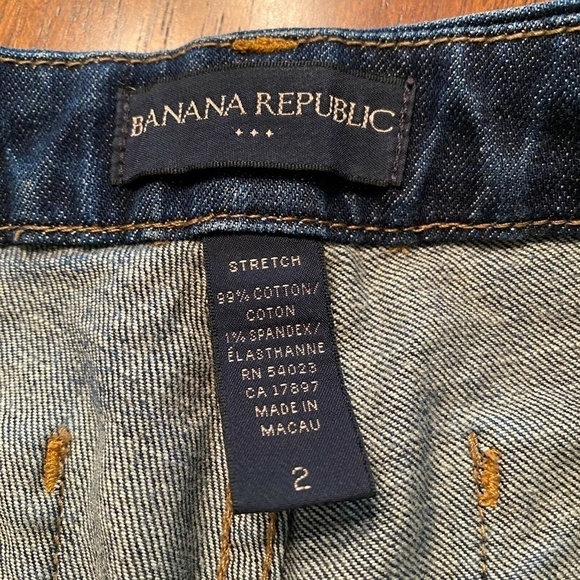 BANANA REPUBLIC
STRETCH
99% COTTON/
COTON
1% SPANDEX/
ÉLASTHANNE
RN 54023
CA 17897
MADE IN
MACAU
2